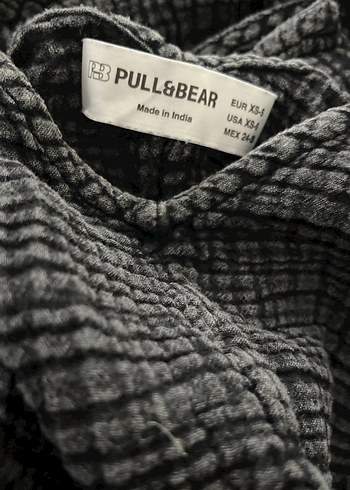 PULL&BEAR
Made in India
EUR XS-S
USA XS-S
MEX 24-